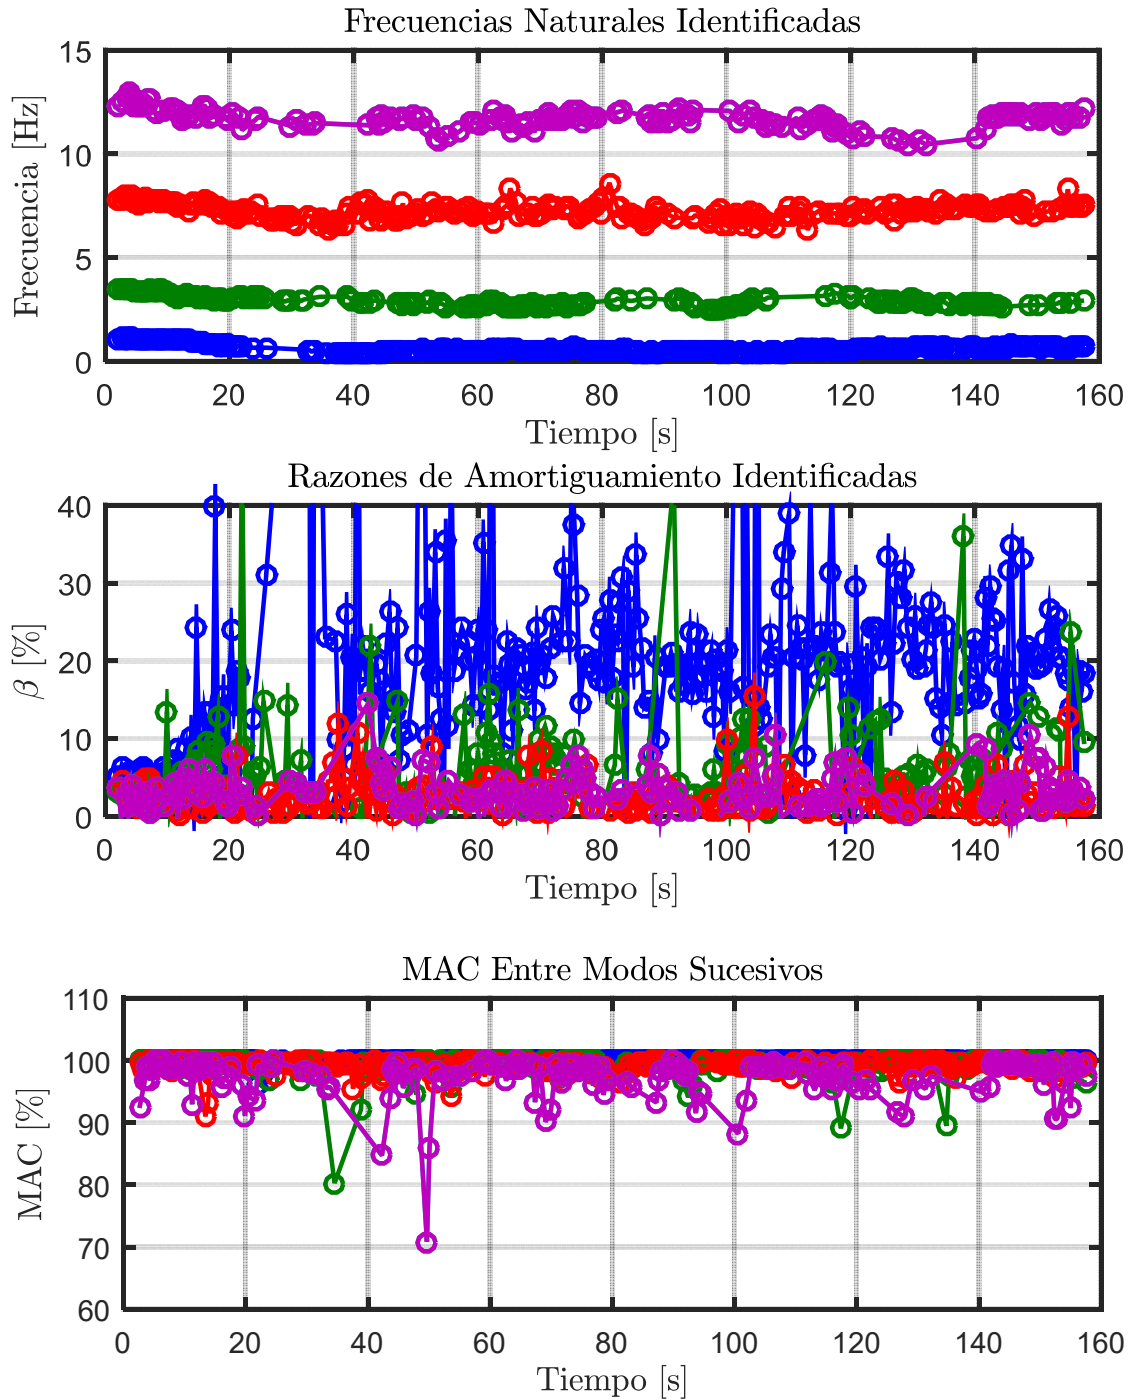 Frecuencias Naturales Identificadas
Frecuencia [Hz]
15
10
5
0
0 20 40 60 80 100 120 140 160
Tiempo [s]
Razones de Amortiguamiento Identificadas
β [%]
40
30
20
10
0
0 20 40 60 80 100 120 140 160
Tiempo [s]
MAC Entre Modos Sucesivos
MAC [%]
110
100
90
80
70
60
0 20 40 60 80 100 120 140 160
Tiempo [s]